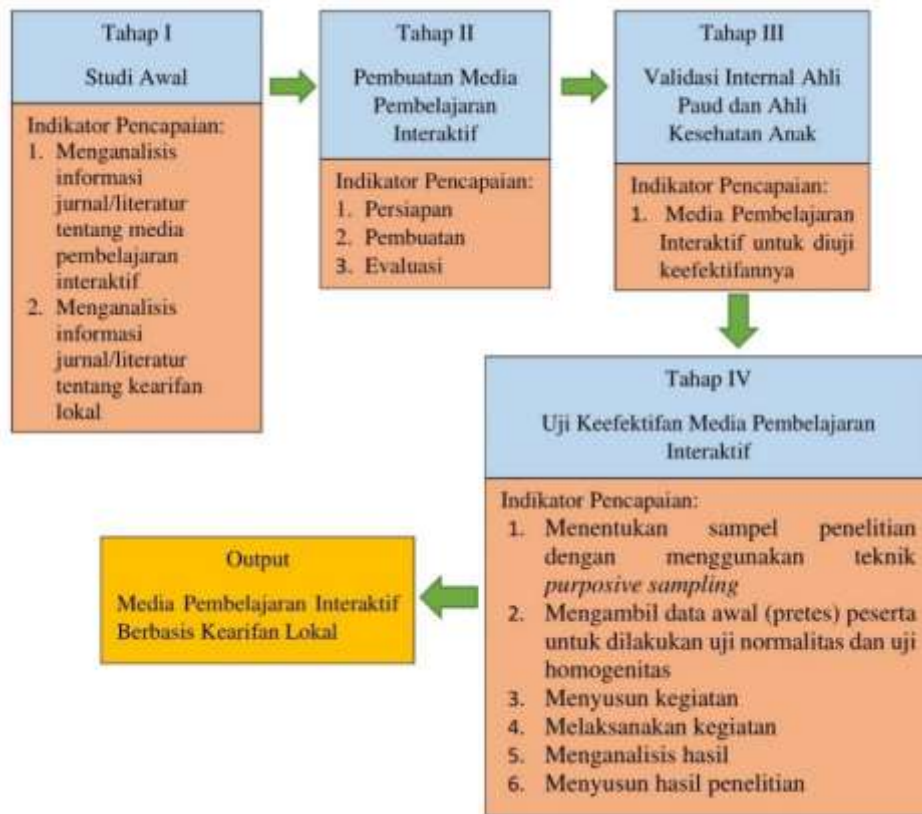 Tahap I
Studi Awal
Indikator Pencapaian:
1. Menganalisis
informasi
jurnal/literatur
tentang media
pembelajaran
interaktif
2. Menganalisis
informasi
jurnal/literatur
tentang kearifan
lokal
Tahap II
Pembuatan Media
Pembelajaran
Interaktif
Indikator Pencapaian:
1. Persiapan
2. Pembuatan
3. Evaluasi
Tahap III
Validasi Internal Ahli
Paud dan Ahli
Kesehatan Anak
Indikator Pencapaian:
1. Media Pembelajaran
Interaktif untuk diuji
keefektifannya
Tahap IV
Uji Keefektifan Media Pembelajaran
Interaktif
Indikator Pencapaian:
1. Menentukan sampel penelitian
dengan menggunakan teknik
purposive sampling
2. Mengambil data awal (pretes) peserta
untuk dilakukan uji normalitas dan uji
homogenitas
3. Menyusun kegiatan
4. Melaksanakan kegiatan
5. Menganalisis hasil
6. Menyusun hasil penelitian
Output
Media Pembelajaran Interaktif
Berbasis Kearifan Lokal